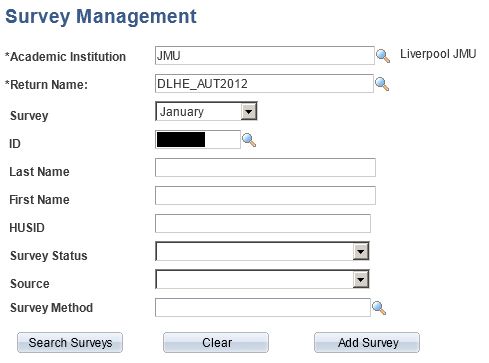 Survey Management
*Academic Institution JMU Liverpool JMU
*Return Name: DLHE_AUT2012
Survey January
ID
Last Name
First Name
HUSID
Survey Status
Source
Survey Method
Search Surveys Clear Add Survey